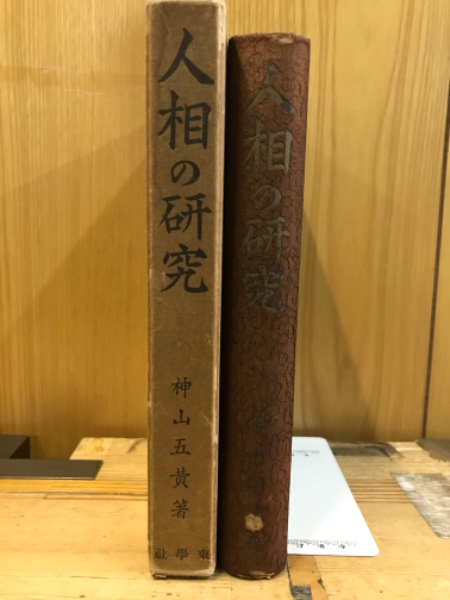 人相の研究
神山五黄著
東學社
人相の研究